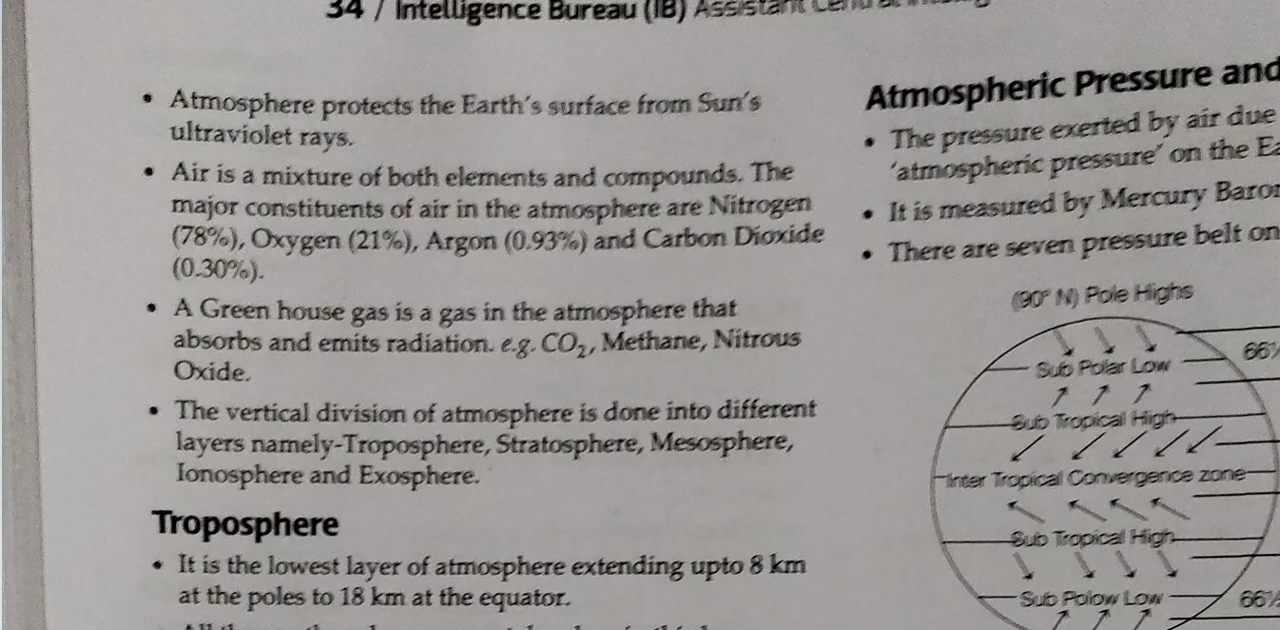 34 / Intelligence Bureau (IB) Assistant
• Atmosphere protects the Earth's surface from Sun's
ultraviolet rays.
• Air is a mixture of both elements and compounds. The
major constituents of air in the atmosphere are Nitrogen
(78%), Oxygen (21%), Argon (0.93%) and Carbon Dioxide
(0.30%).
• A Green house gas is a gas in the atmosphere that
absorbs and emits radiation. e.g. CO₂, Methane, Nitrous
Oxide.
• The vertical division of atmosphere is done into different
layers namely-Troposphere, Stratosphere, Mesosphere,
Ionosphere and Exosphere.
Troposphere
• It is the lowest layer of atmosphere extending upto 8 km
at the poles to 18 km at the equator.
Atmospheric Pressure and
• The pressure exerted by air due
'atmospheric pressure' on the
• It is measured by Mercury
• There are seven pressure belt on
(90° N) Pole Highs
Sub Polar Low
Sub Tropical High
Inter Tropical Convergence zone
Sub Tropical High
Sub Polow Low